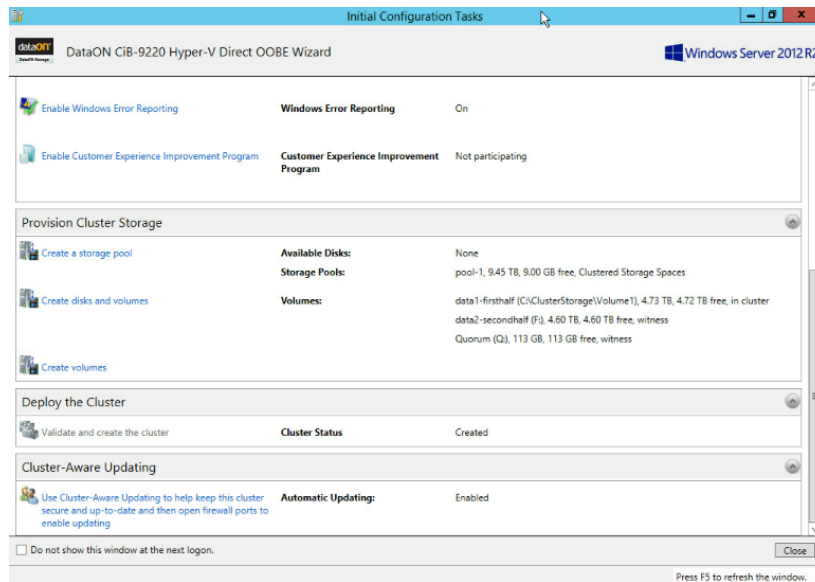 Initial Configuration Tasks
dataON
DataON Storage
DataON CiB-9220 Hyper-V Direct OOBE Wizard
Windows Server 2012 R2
Enable Windows Error Reporting
Windows Error Reporting
On
Enable Customer Experience Improvement Program
Customer Experience Improvement
Program
Not participating
Provision Cluster Storage
Create a storage pool
Available Disks:
None
Storage Pools:
pool-1, 9.45 TB, 9.00 GB free, Clustered Storage Spaces
Create disks and volumes
Volumes:
data1-firsthalf (C:\ClusterStorage\Volume1), 4.73 TB, 4.72 TB free, in cluster
data2-secondhalf (F:), 4.60 TB, 4.60 TB free, witness
Quorum (Q:), 113 GB, 113 GB free, witness
Create volumes
Deploy the Cluster
Validate and create the cluster
Cluster Status
Created
Cluster-Aware Updating
Use Cluster-Aware Updating to help keep this cluster
secure and up-to-date and then open firewall ports to
enable updating
Automatic Updating:
Enabled
Do not show this window at the next logon.
Close
Press F5 to refresh the window.